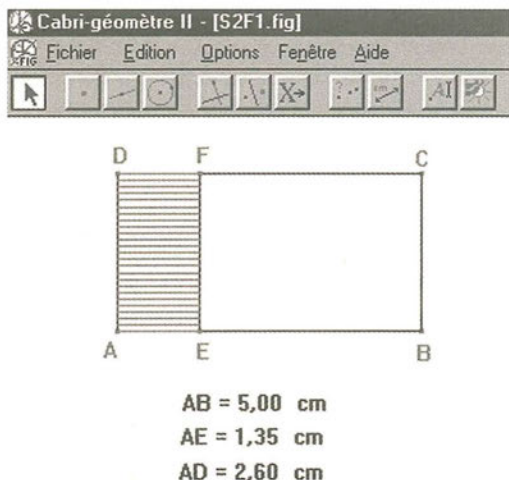 Cabri-géomètre II - [S2F1.fig]
Fichier Edition Options Fenêtre Aide
D F C
A E B
AB = 5,00 cm
AE = 1,35 cm
AD = 2,60 cm